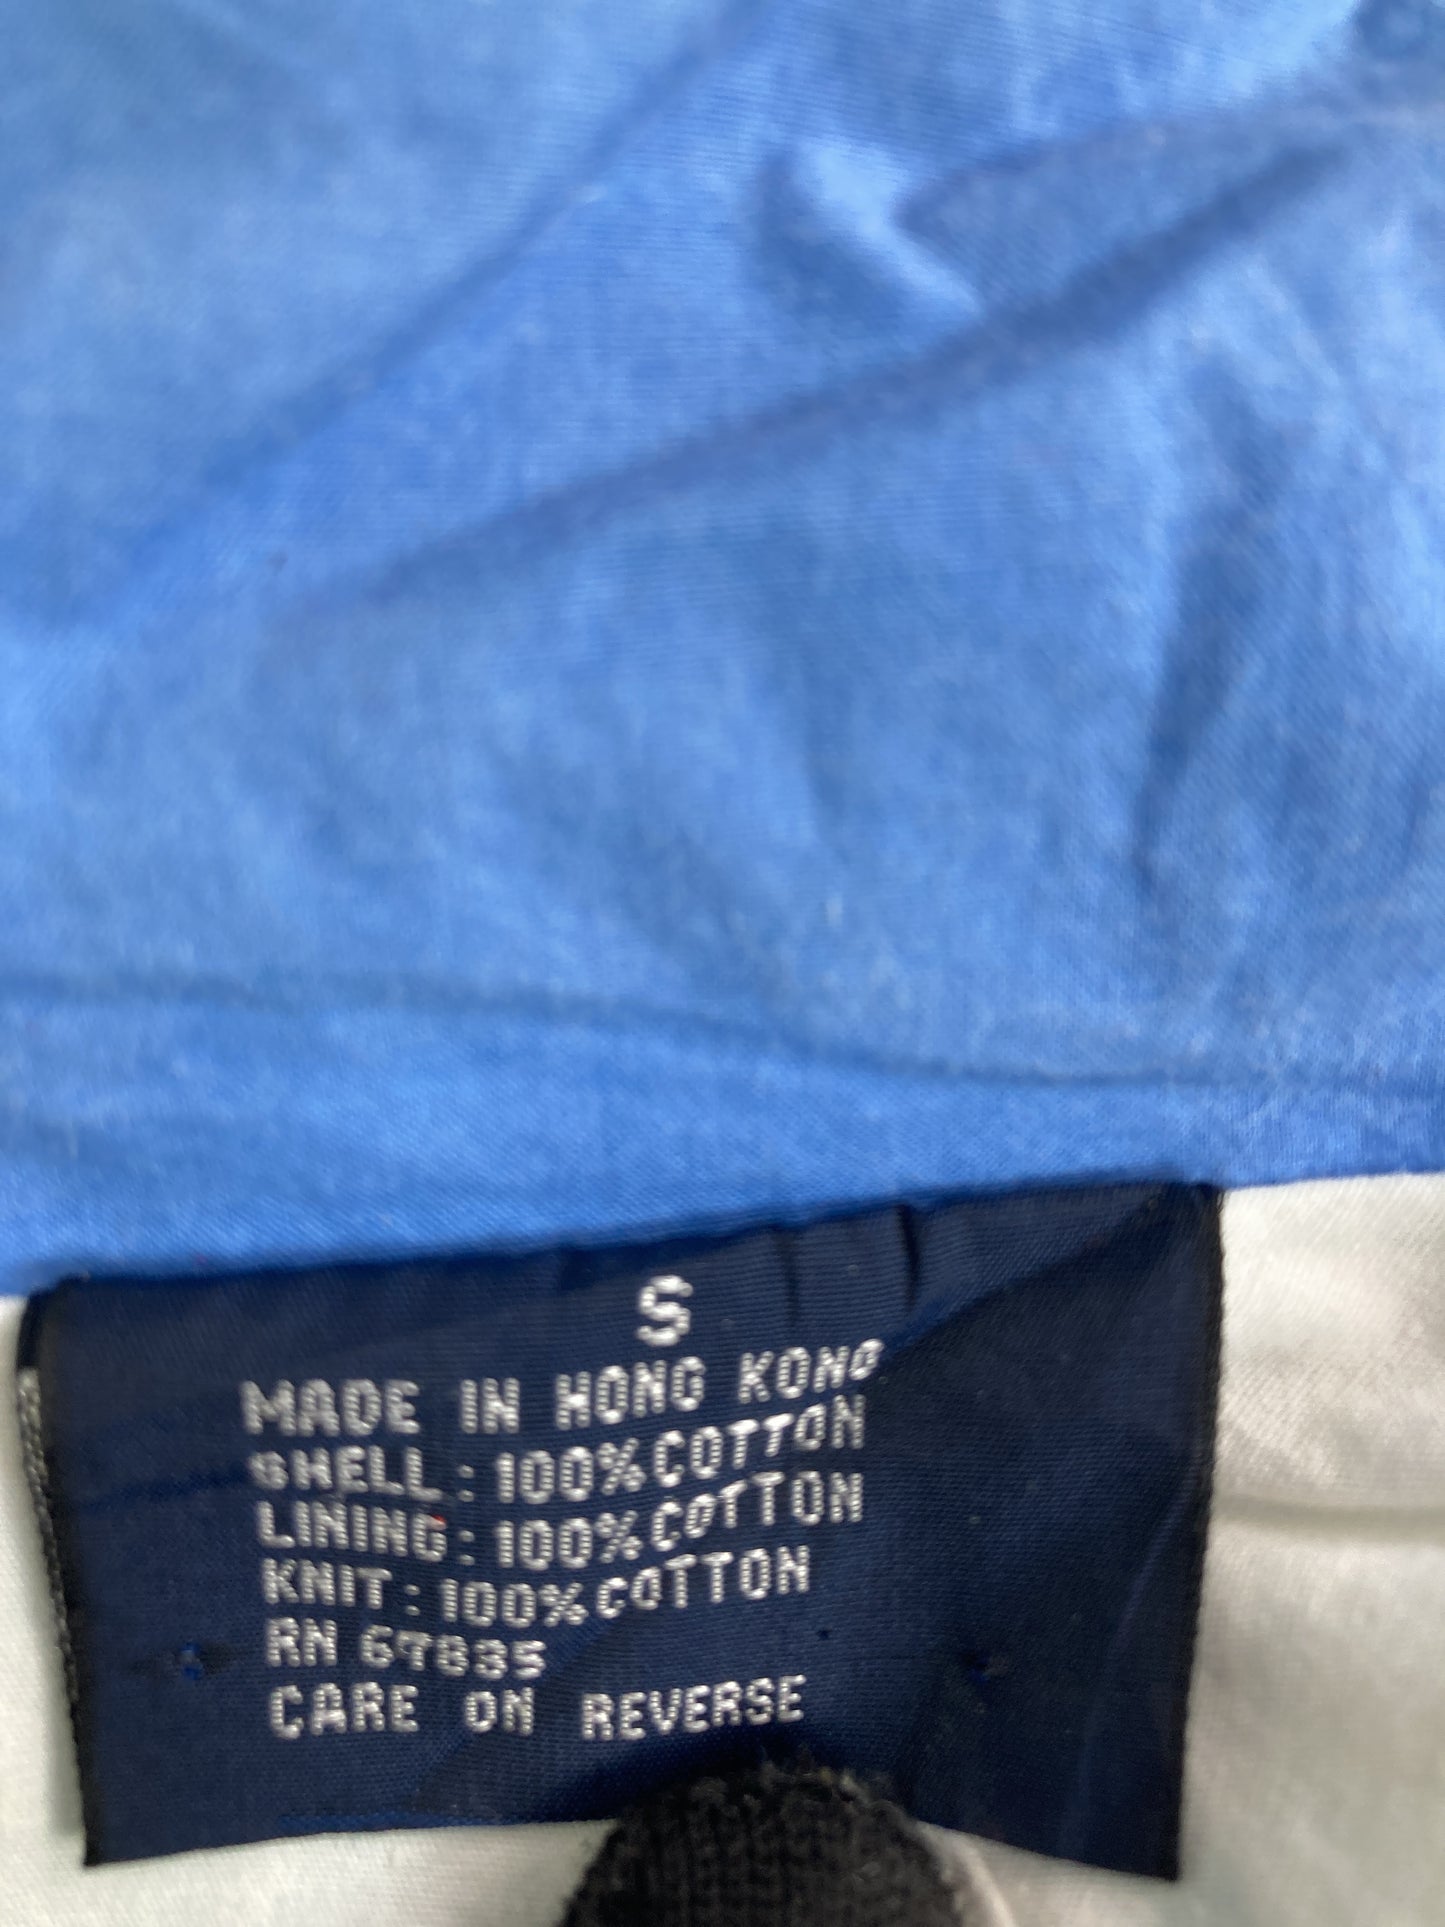 S
MADE IN HONG KONG
SHELL: 100% COTTON
LINING: 100% COTTON
KNIT: 100% COTTON
RN 67835
CARE ON REVERSE